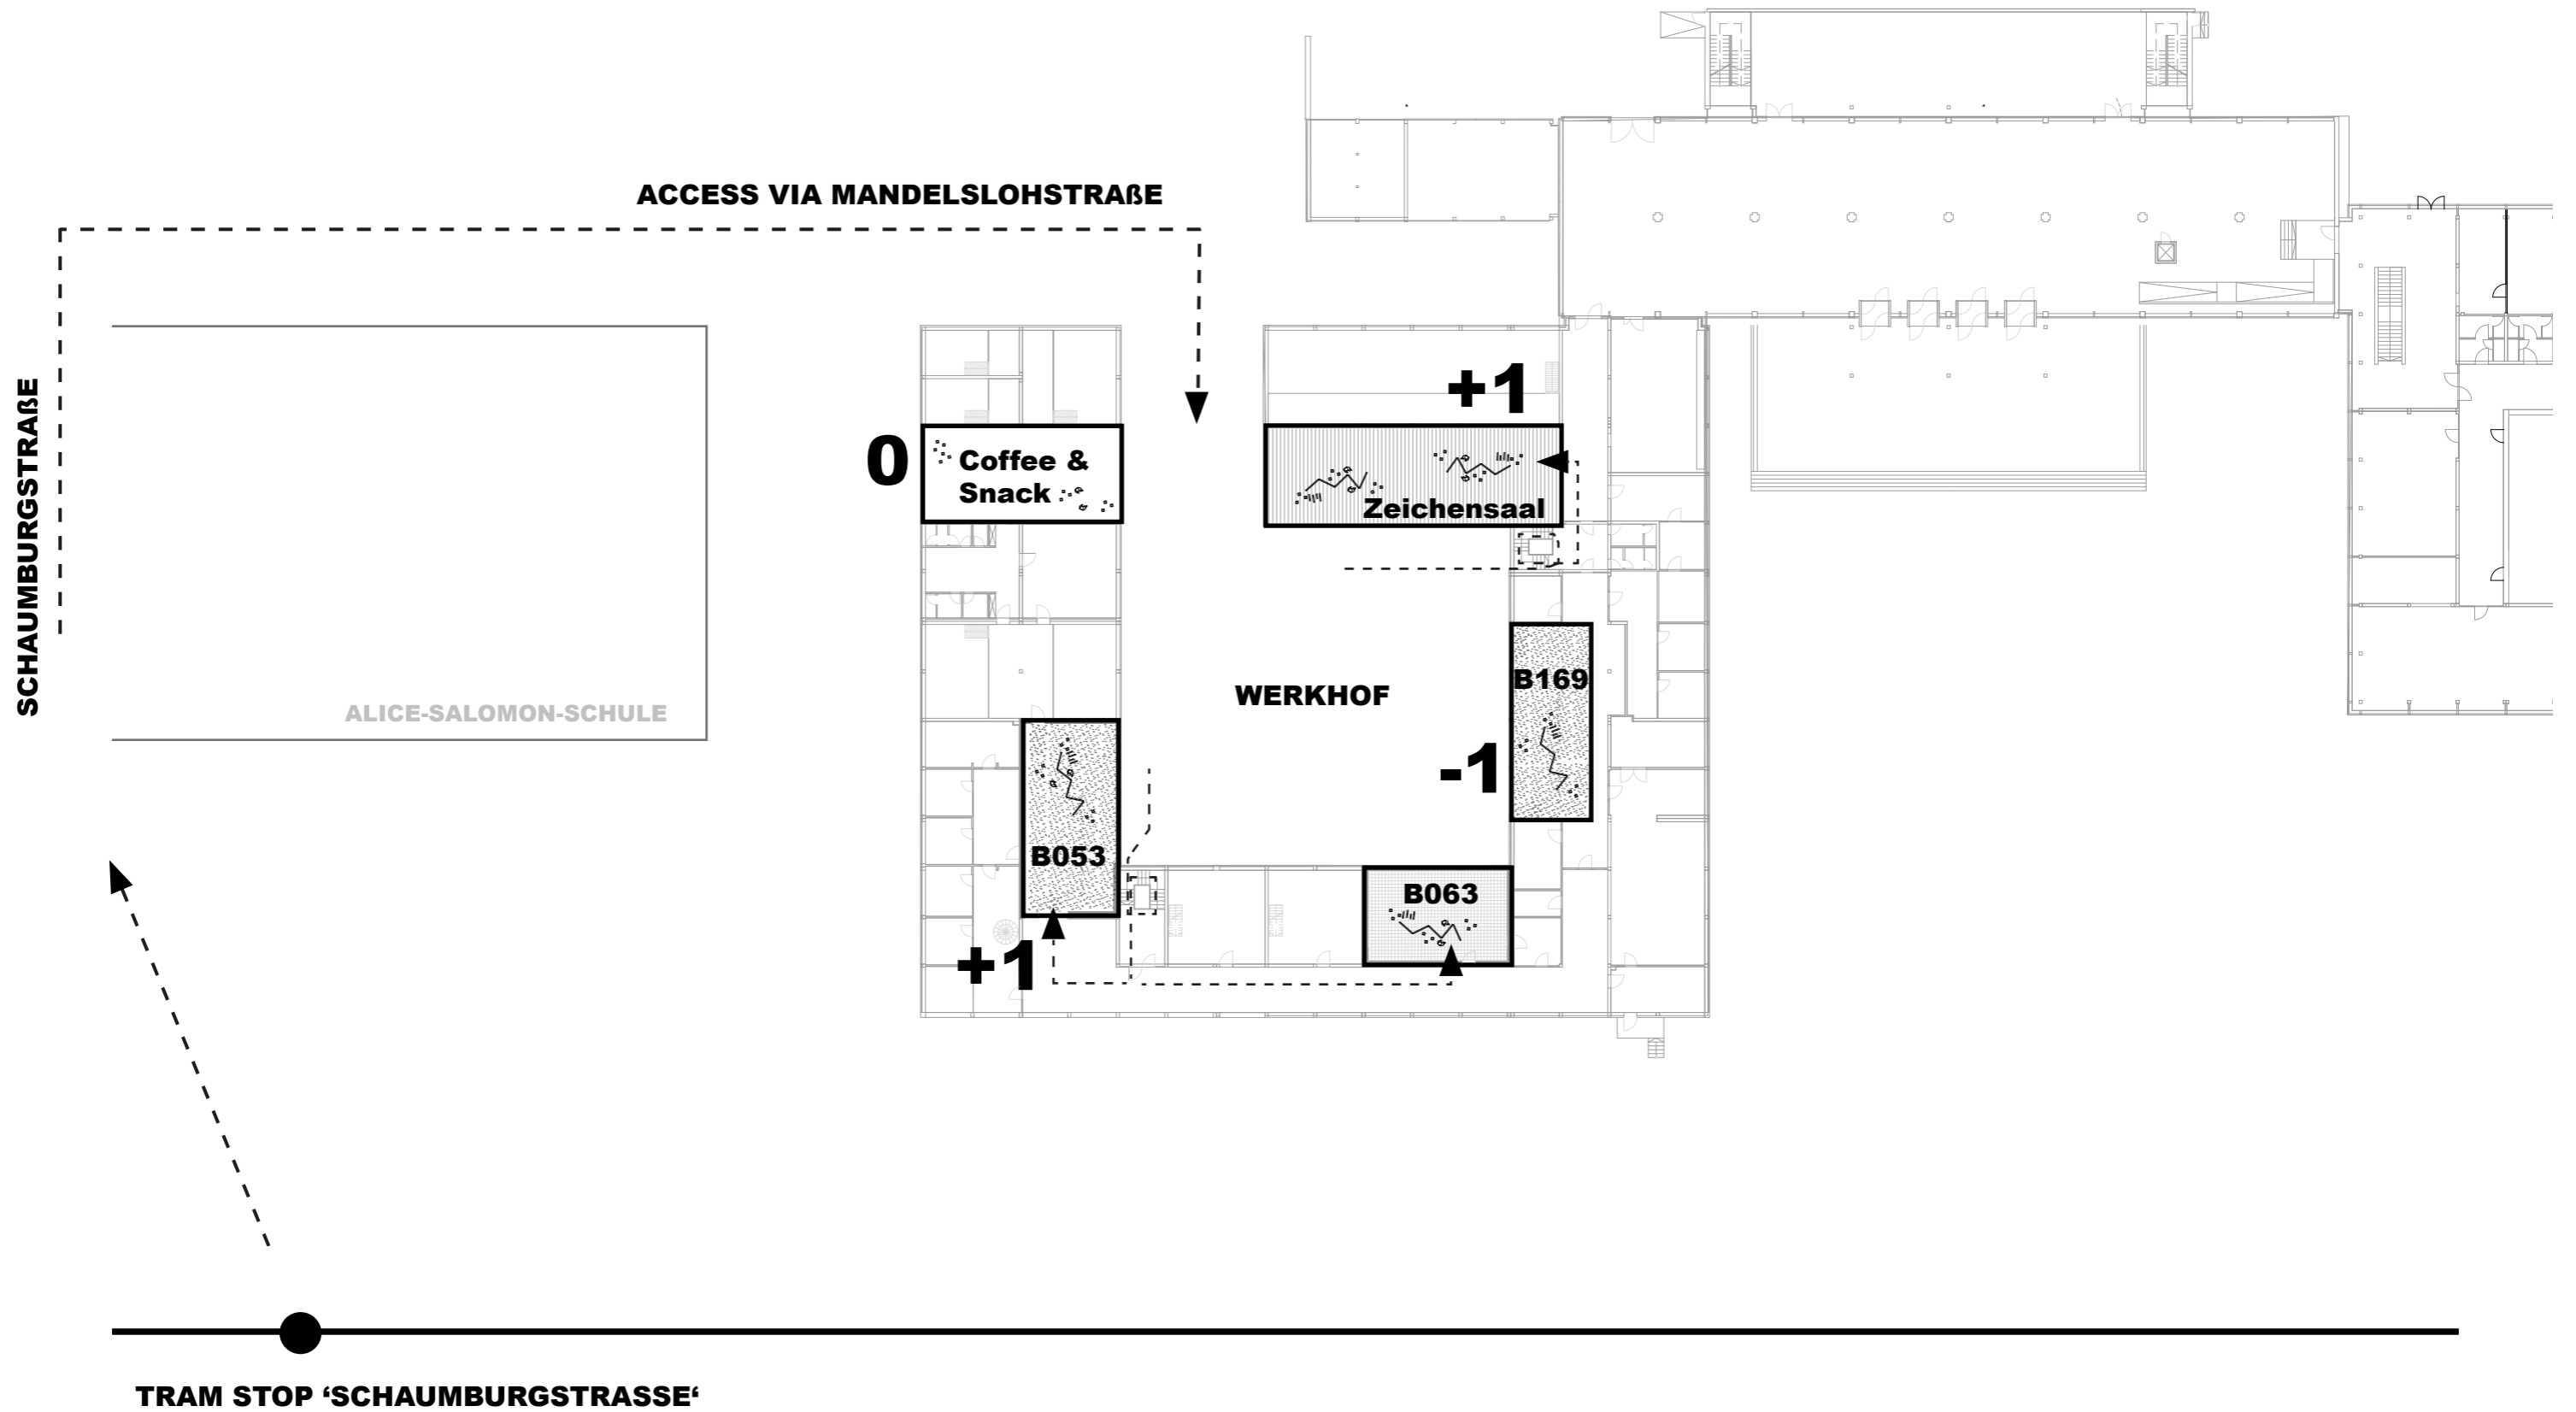 ACCESS VIA MANDELSLOHSTRAßE
SCHAUMBURGSTRAßE
+1
0
Coffee &
Snack
Zeichensaal
B169
WERKHOF
ALICE-SALOMON-SCHULE
-1
B053
B063
+1
TRAM STOP ‘SCHAUMBURGSTRASSE‘